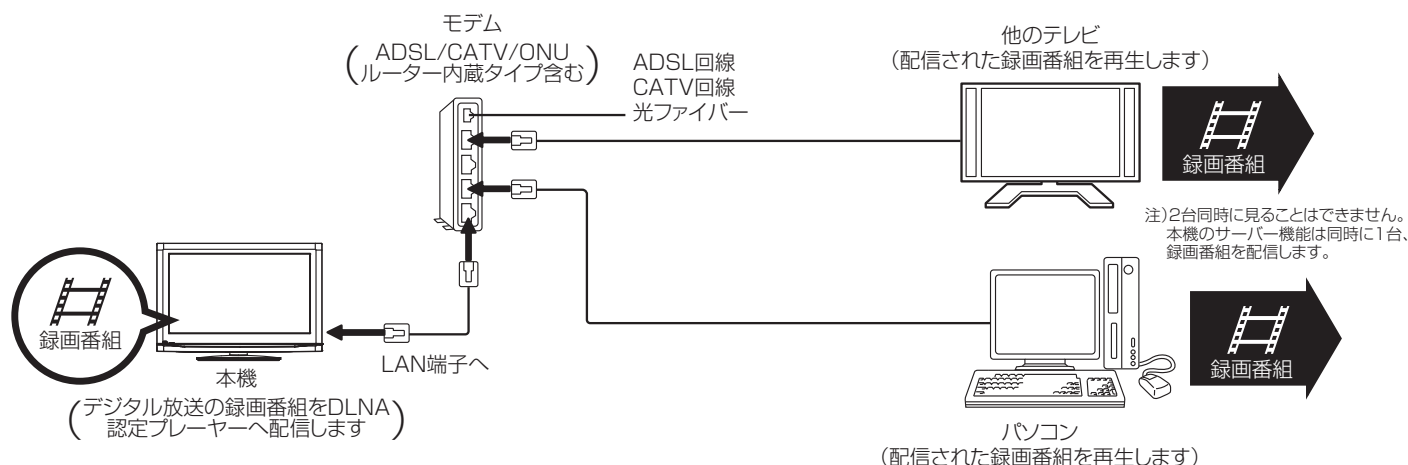 モデム
(ADSL/CATV/ONU
ルーター内蔵タイプ含む)
ADSL回線
CATV回線
光ファイバー
他のテレビ
(配信された録画番組を再生します)
録画番組
注)2台同時に見ることはできません。
本機のサーバー機能は同時に1台、
録画番組を配信します。
録画番組
本機
(デジタル放送の録画番組をDLNA
認定プレーヤーへ配信します)
LAN端子へ
録画番組
パソコン
(配信された録画番組を再生します)